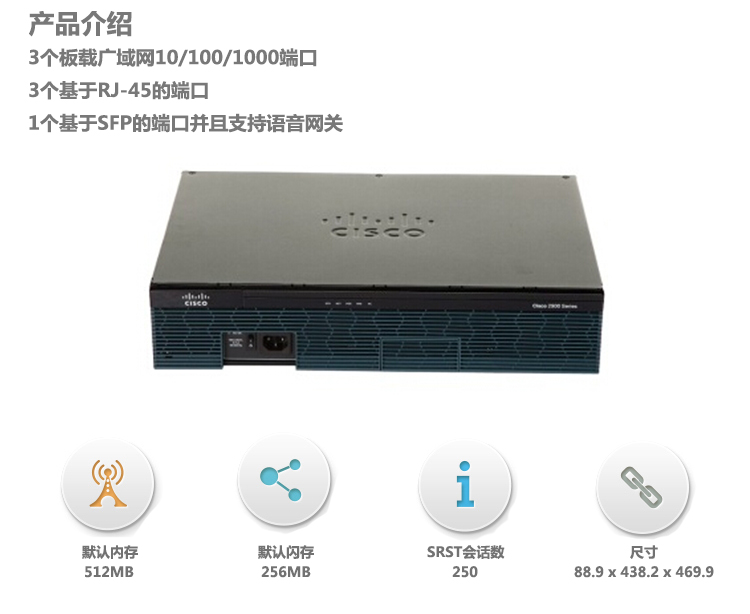 产品介绍
3个板载广域网10/100/1000端口
3个基于RJ-45的端口
1个基于SFP的端口并且支持语音网关
CISCO
CISCO
Cisco 2900 Series
默认内存
512MB
默认闪存
256MB
SRST会话数
250
尺寸
88.9 x 438.2 x 469.9